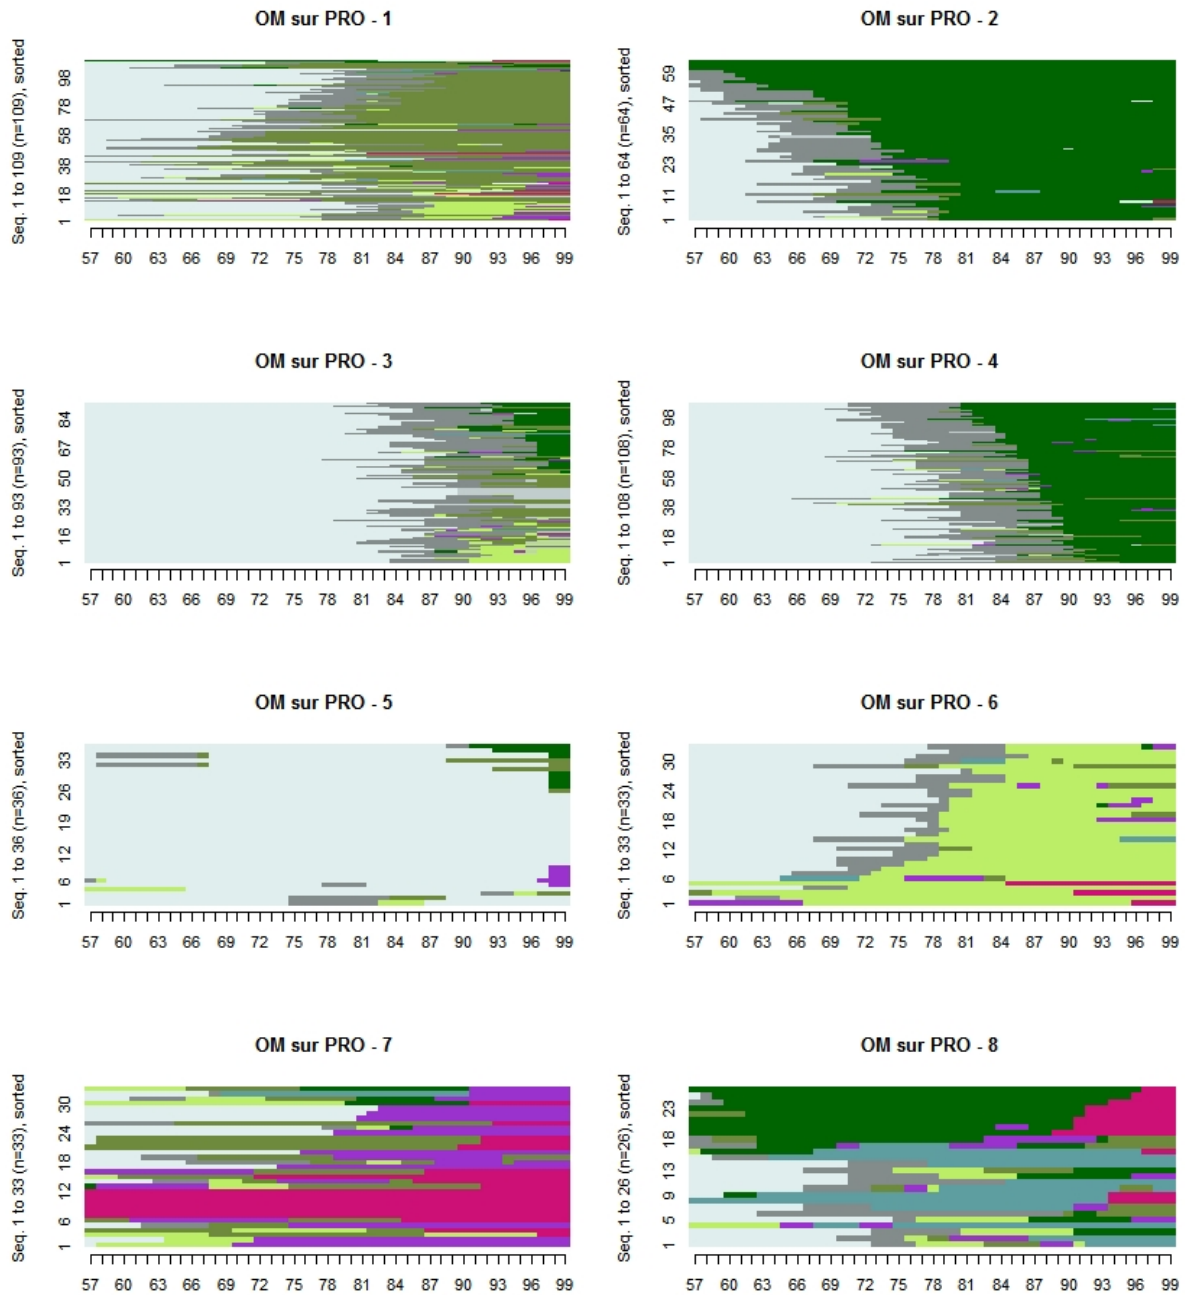 OM sur PRO - 1
Seq. 1 to 109 (n=109), sorted
1 18 38 58 78 98
57 60 63 66 69 72 75 78 81 84 87 90 93 96 99
OM sur PRO - 2
Seq. 1 to 64 (n=64), sorted
1 11 23 35 47 59
57 60 63 66 69 72 75 78 81 84 87 90 93 96 99
OM sur PRO - 3
Seq. 1 to 93 (n=93), sorted
1 16 33 50 67 84
57 60 63 66 69 72 75 78 81 84 87 90 93 96 99
OM sur PRO - 4
Seq. 1 to 108 (n=108), sorted
1 18 38 58 78 98
57 60 63 66 69 72 75 78 81 84 87 90 93 96 99
OM sur PRO - 5
Seq. 1 to 36 (n=36), sorted
1 6 12 19 26 33
57 60 63 66 69 72 75 78 81 84 87 90 93 96 99
OM sur PRO - 6
Seq. 1 to 33 (n=33), sorted
1 6 12 18 24 30
57 60 63 66 69 72 75 78 81 84 87 90 93 96 99
OM sur PRO - 7
Seq. 1 to 33 (n=33), sorted
1 6 12 18 24 30
57 60 63 66 69 72 75 78 81 84 87 90 93 96 99
OM sur PRO - 8
Seq. 1 to 26 (n=26), sorted
1 5 9 13 18 23
57 60 63 66 69 72 75 78 81 84 87 90 93 96 99